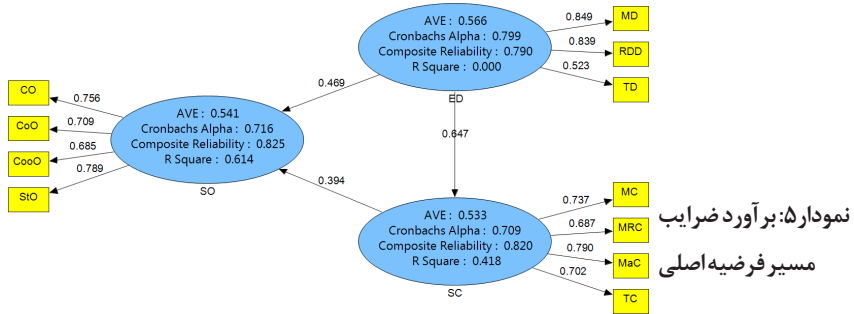 AVE : 0.566
Cronbachs Alpha : 0.799
Composite Reliability : 0.790
R Square : 0.000
ED
0.849
MD
0.839
RDD
0.523
TD
0.469
0.647
CO
0.756
CoO
0.709
CooO
0.685
StO
0.789
AVE : 0.541
Cronbachs Alpha : 0.716
Composite Reliability : 0.825
R Square : 0.614
SO
0.394
AVE : 0.533
Cronbachs Alpha : 0.709
Composite Reliability : 0.820
R Square : 0.418
SC
0.737
MC
0.687
MRC
0.790
MaC
0.702
TC
نمودار۵: برآورد ضرایب
مسیر فرضیه اصلی